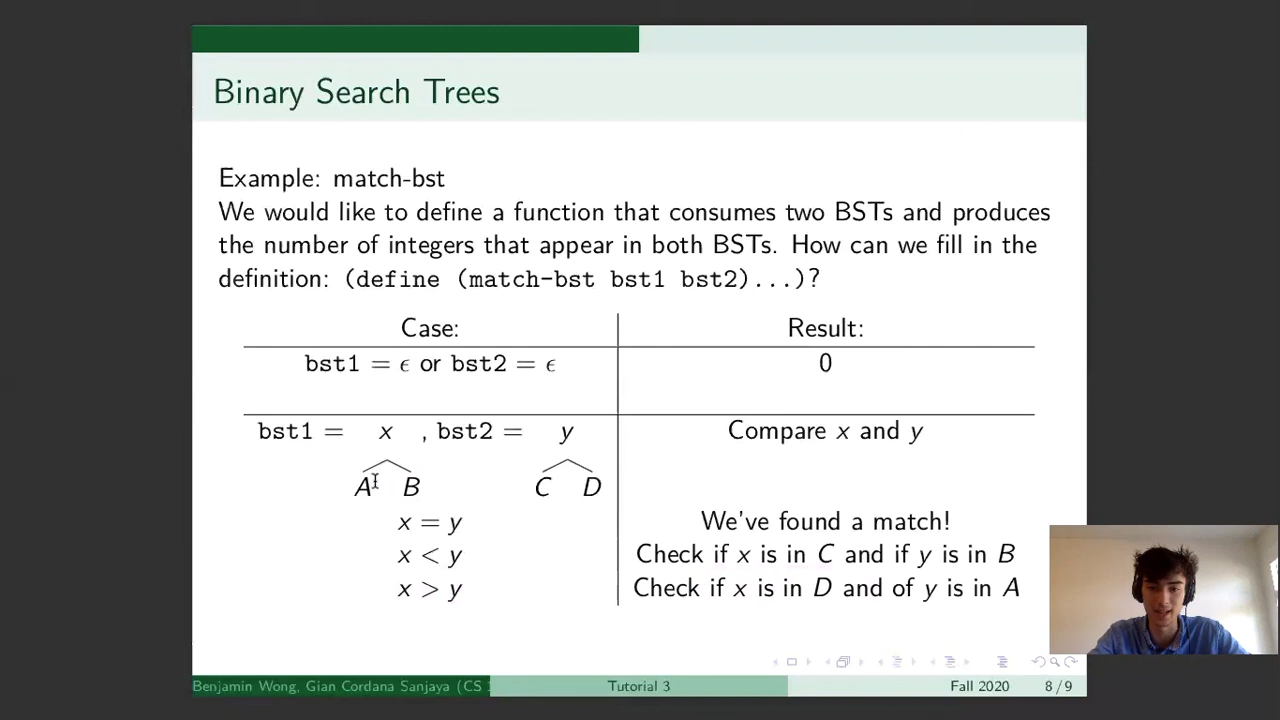 Binary Search Trees
Example: match-bst
We would like to define a function that consumes two BSTs and produces
the number of integers that appear in both BSTs. How can we fill in the
definition: (define (match-bst bst1 bst2)...)?
Case: Result:
bst1 = ϵ or bst2 = ϵ 0
bst1 = x , bst2 = y Compare x and y
A B C D
x = y We've found a match!
x < y Check if x is in C and if y is in B
x > y Check if x is in D and of y is in A
Benjamin Wong, Gian Cordana Sanjaya (CS Tutorial 3 Fall 2020 8 / 9